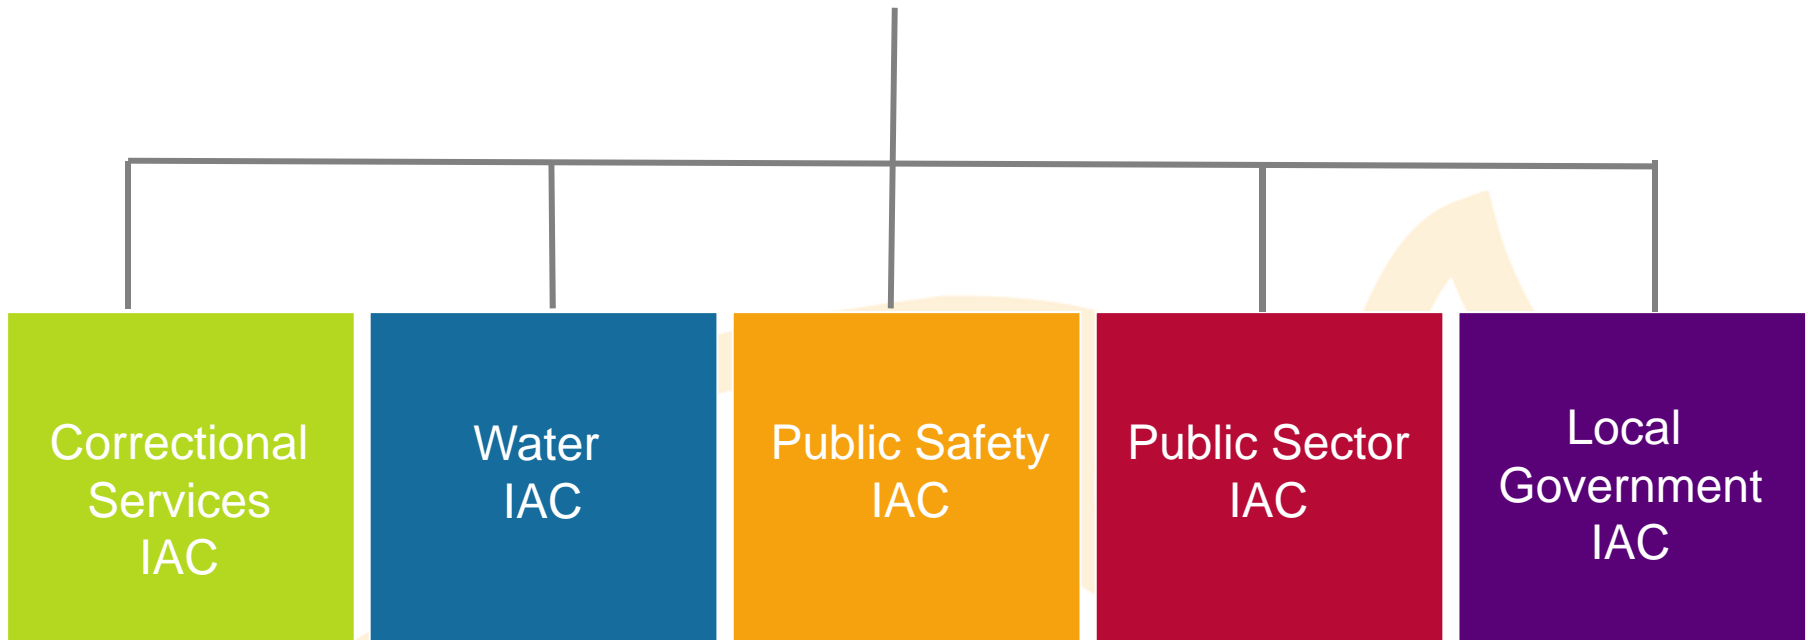 Correctional
Services
IAC
Water
IAC
Public Safety
IAC
Public Sector
IAC
Local
Government
IAC